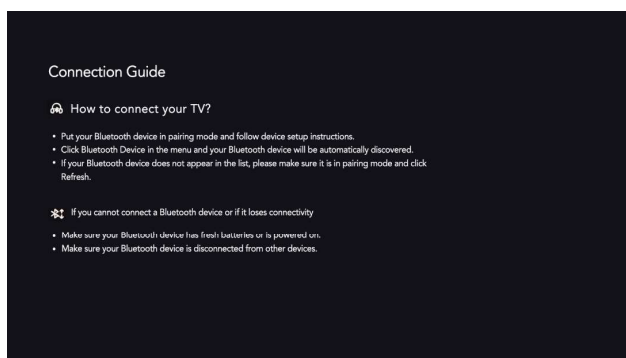 Connection Guide
How to connect your TV?
• Put your Bluetooth device in pairing mode and follow device setup instructions.
• Click Bluetooth Device in the menu and your Bluetooth device will be automatically discovered.
• If your Bluetooth device does not appear in the list, please make sure it is in pairing mode and click
Refresh.
If you cannot connect a Bluetooth device or if it loses connectivity
• Make sure your Bluetooth device has fresh batteries or is powered on.
• Make sure your Bluetooth device is disconnected from other devices.